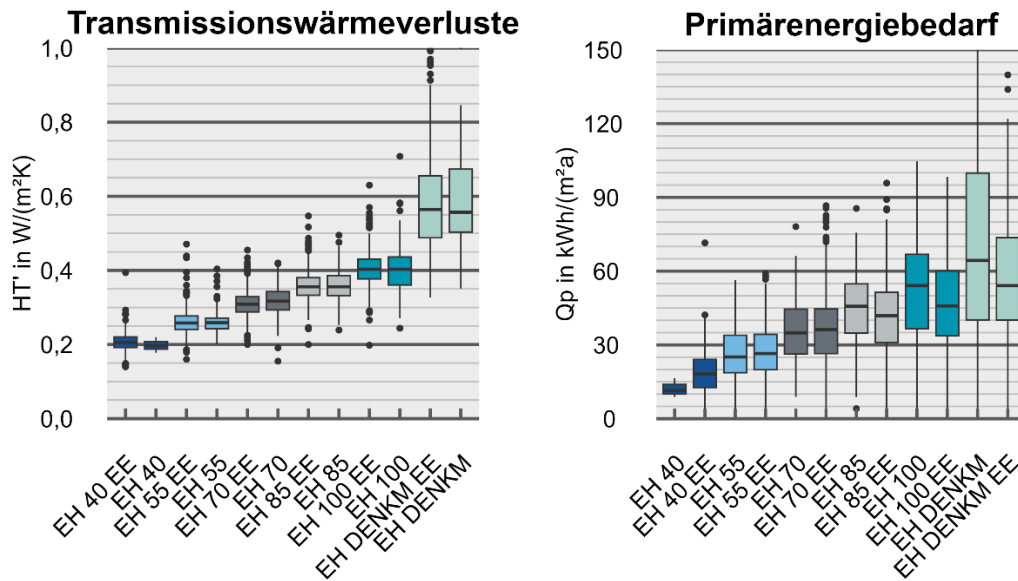 Transmissionswärmeverluste
HT' in W/(m²K)
1,0
0,8
0,6
0,4
0,2
0,0
EH 40 EE
EH 40
EH 55 EE
EH 55
EH 70 EE
EH 70
EH 85 EE
EH 85
EH 100 EE
EH 100
EH DENKM EE
EH DENKM
Primärenergiebedarf
Qp in kWh/(m²a)
150
120
90
60
30
0
EH 40
EH 40 EE
EH 55
EH 55 EE
EH 70
EH 70 EE
EH 85
EH 85 EE
EH 100
EH 100 EE
EH DENKM
EH DENKM EE